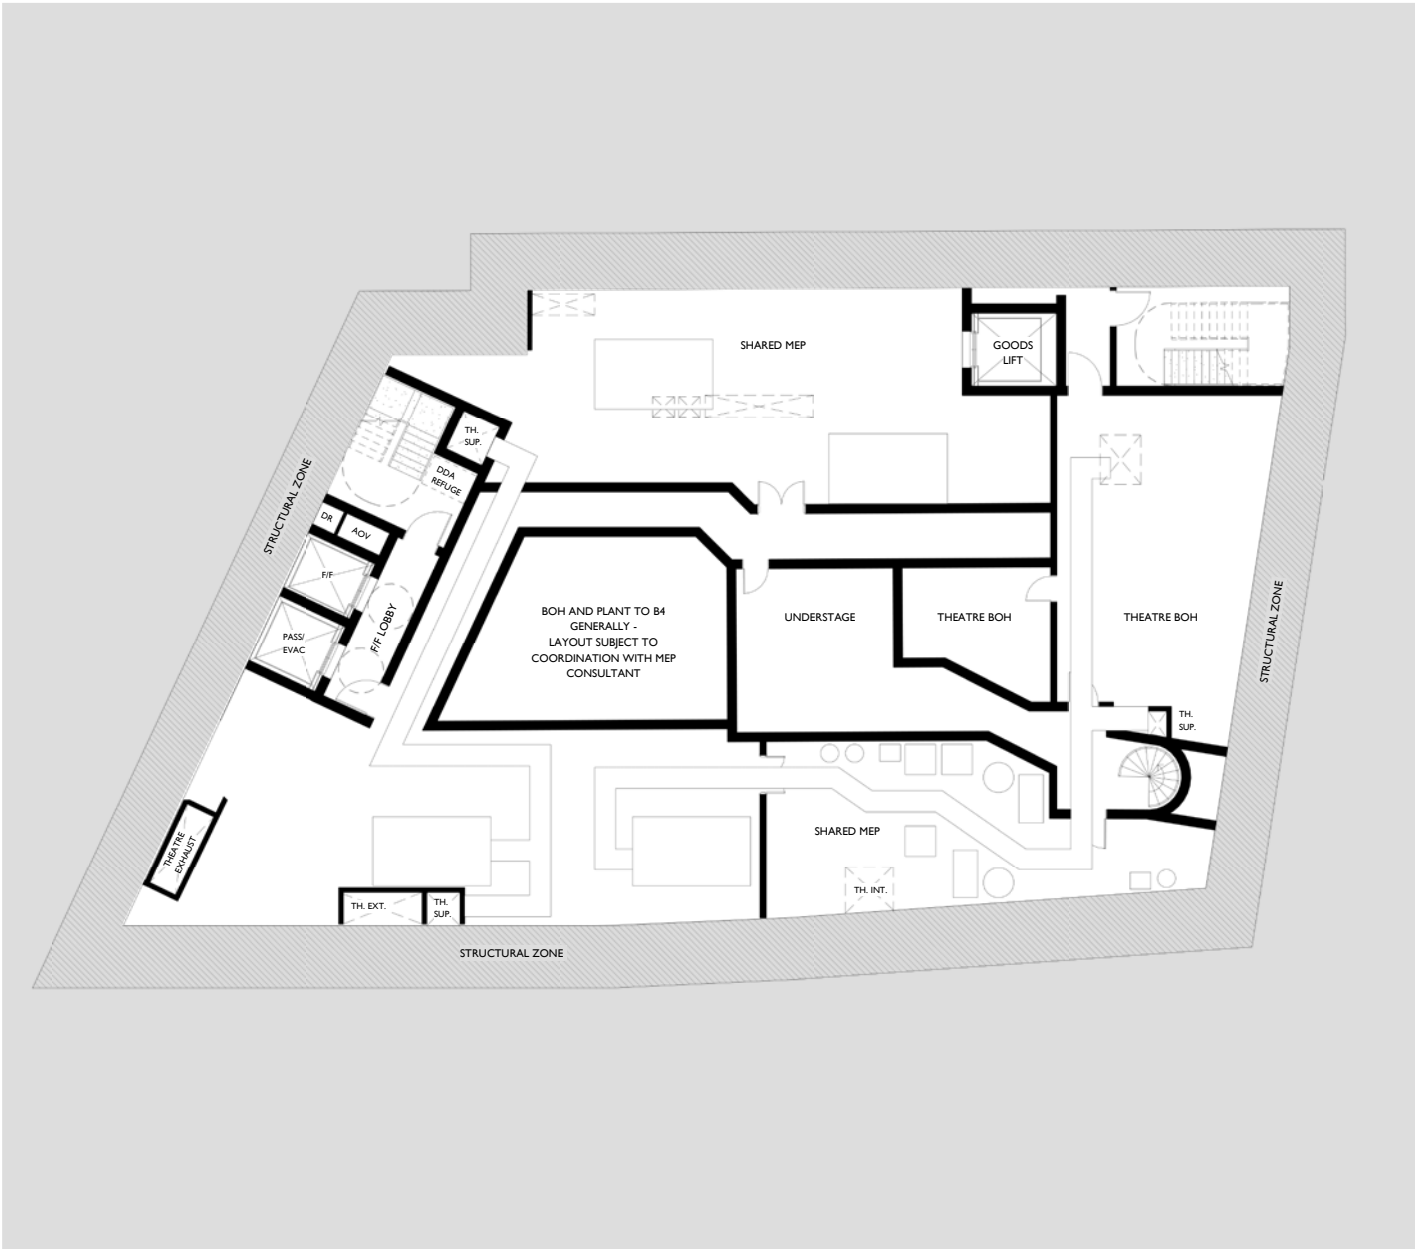 SHARED MEP
GOODS
LIFT
TH.
SUP.
DDA
REFUGE
STRUCTURAL ZONE
DR
AOV
F/F
F/F LOBBY
PASS/
EVAC
BOH AND PLANT TO B4
GENERALLY -
LAYOUT SUBJECT TO
COORDINATION WITH MEP
CONSULTANT
UNDERSTAGE
THEATRE BOH
THEATRE BOH
STRUCTURAL ZONE
TH.
SUP.
THEATRE
EXHAUST
SHARED MEP
TH. INT.
TH. EXT.
TH.
SUP.
STRUCTURAL ZONE